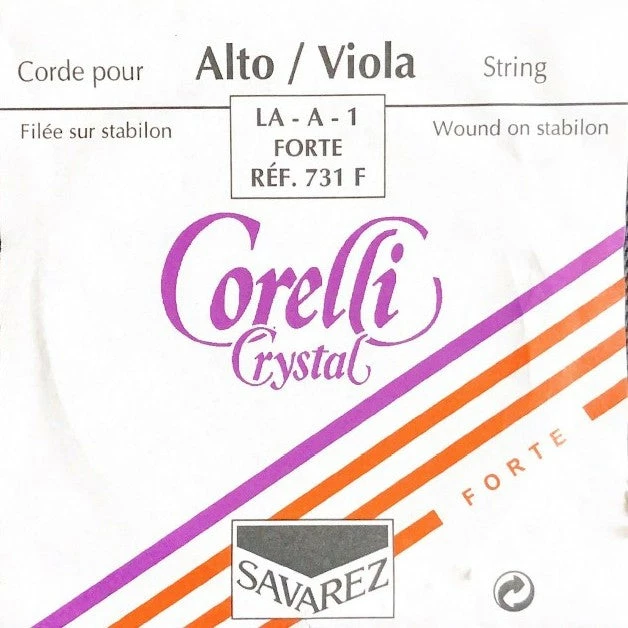 Corde pour Alto / Viola String
Filée sur stabilon
LA - A - 1
FORTE
RÉF. 731 F
Wound on stabilon
Corelli
Crystal
FORTE
SAVAREZ